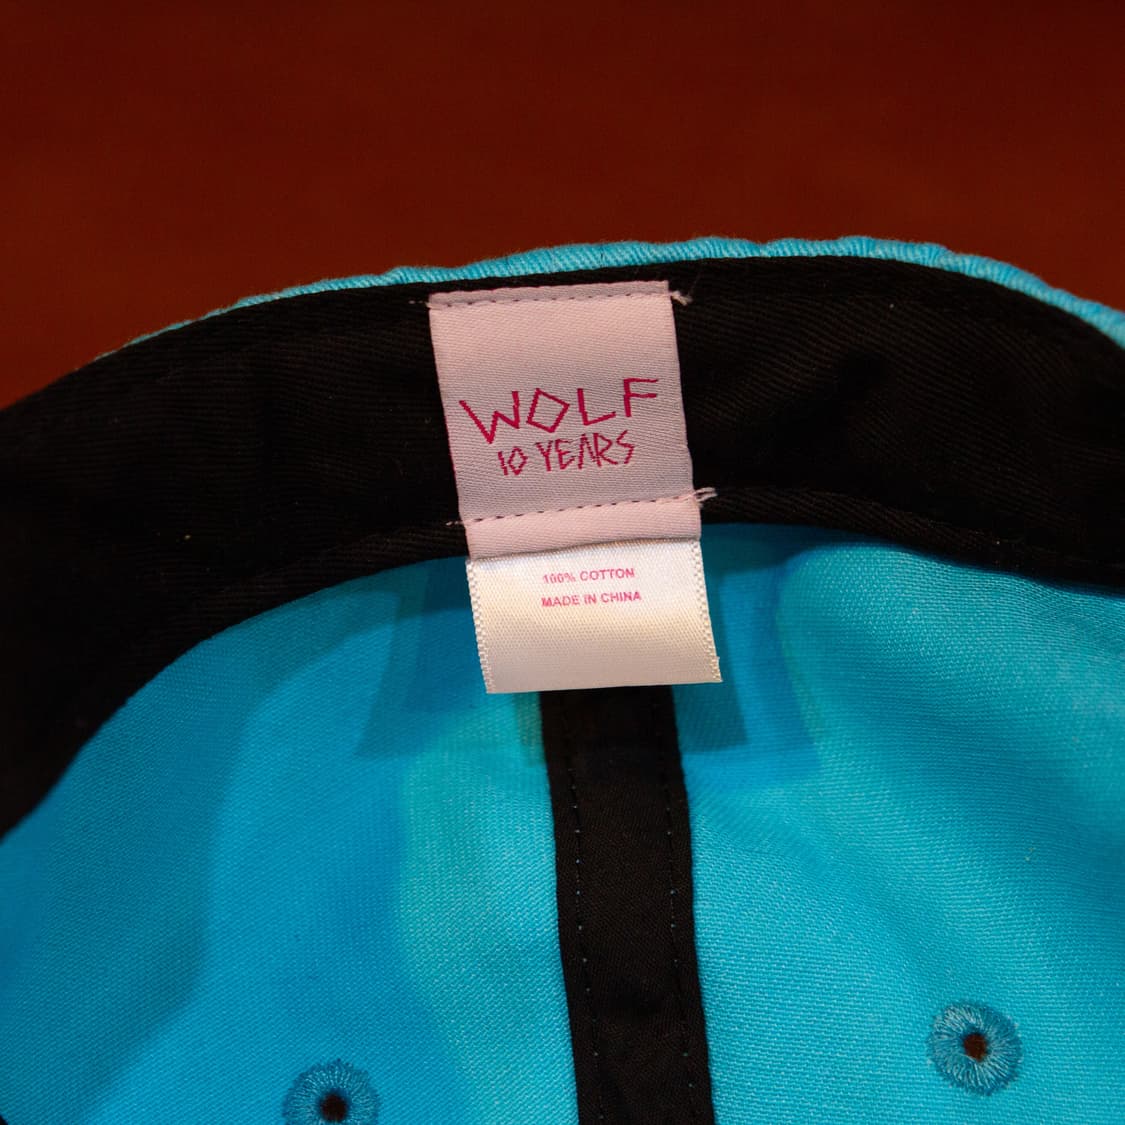 WOLF
10 YEARS
100% COTTON
MADE IN CHINA